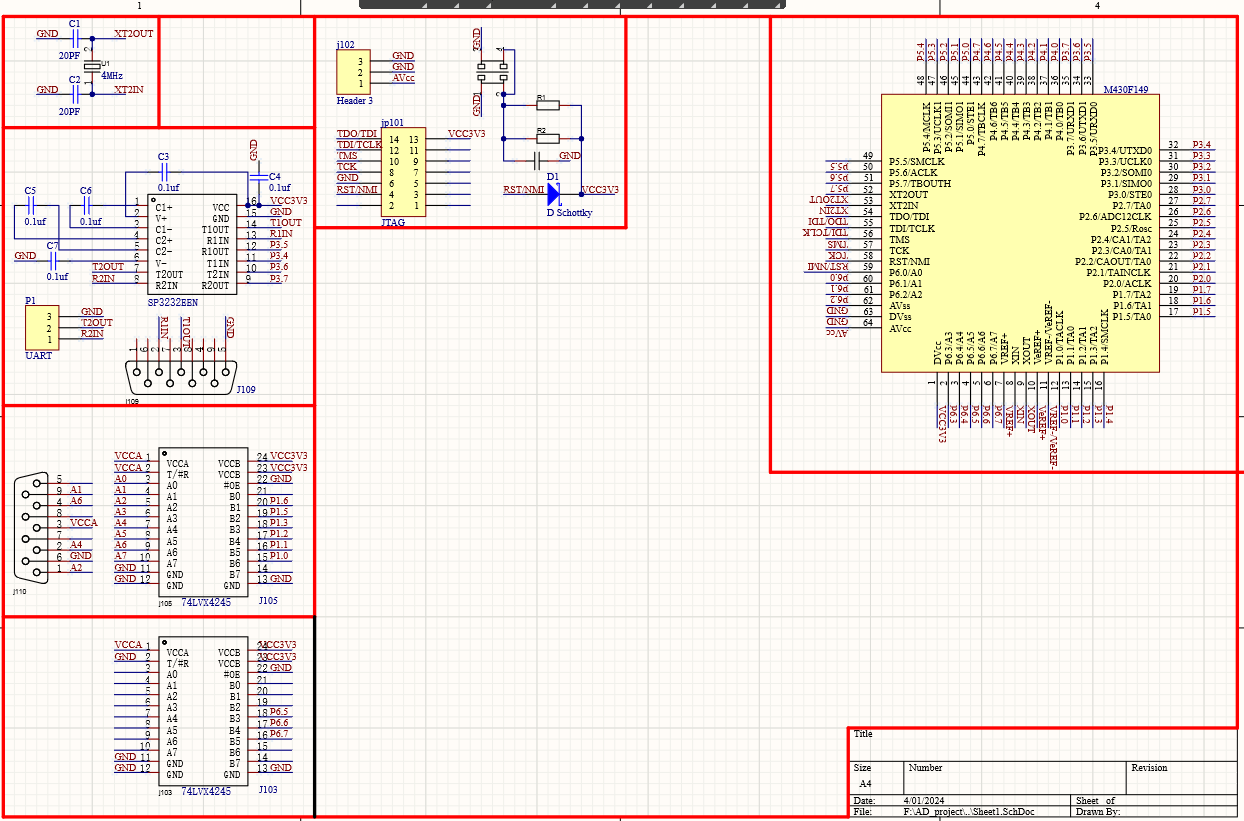 1
4
C1
GND
XT2OUT
20PF
2
U1
4MHz
1
C2
GND
XT2IN
20PF
j102
3
2
1
GND
GND
AVcc
Header 3
GND
GND
R1
R2
GND
RST/NMI
D1
VCC3V3
D Schottky
jp101
TDO/TDI
TDI/TCLK
TMS
TCK
GND
RST/NMI
14 13
12 11
10 9
8 7
6 5
4 3
2 1
VCC3V3
JTAG
C3
0.1uf
GND
C4
0.1uf
C5
0.1uf
C6
0.1uf
GND
C7
0.1uf
T2OUT
R2IN
1 C1+ VCC 16 VCC3V3
2 V+ GND 15 GND
3 C1- T1OUT 14 T1OUT
4 C2+ R1IN 13 R1IN
5 C2- R1OUT 12 P3.5
6 V- T1IN 11 P3.4
7 T2OUT T2IN 10 P3.6
8 R2IN R2OUT 9 P3.7
SP3232EEN
P1
3 GND
2 T2OUT
1 R2IN
UART
R1IN
T1OUT
GND
1 6 2 7 3 8 4 9 5
J109
j109
5
9 A1
4 A6
8
3 VCCA
7
2 A4
6 GND
1 A2
j110
VCCA 1 VCCA VCCB 24 VCC3V3
VCCA 2 T/#R VCCB 23 VCC3V3
A0 3 A0 #OE 22 GND
A1 4 A1 B0 21
A2 5 A2 B1 20 P1.6
A3 6 A3 B2 19 P1.5
A4 7 A4 B3 18 P1.3
A5 8 A5 B4 17 P1.2
A6 9 A6 B5 16 P1.1
A7 10 A7 B6 15 P1.0
GND 11 GND B7 14
GND 12 GND GND 13 GND
j105
74LVX4245
J105
VCCA 1 VCCA VCCB 24 VCC3V3
GND 2 T/#R VCCB 23 VCC3V3
3 A0 #OE 22 GND
4 A1 B0 21
5 A2 B1 20
6 A3 B2 19
7 A4 B3 18 P6.5
8 A5 B4 17 P6.6
9 A6 B5 16 P6.7
10 A7 B6 15
GND 11 GND B7 14
GND 12 GND GND 13 GND
j103
74LVX4245
J103
P5.4 P5.3 P5.2 P5.1 P5.0 P4.7 P4.6 P4.5 P4.4 P4.3 P4.2 P4.1 P4.0 P3.7 P3.6 P3.5
48 47 46 45 44 43 42 41 40 39 38 37 36 35 34 33
M430F149
P5.4/MCLK
P5.3/UCLK1
P5.2/SOMI1
P5.1/SIMO1
P5.0/STE1
P4.7/TBCLK
P4.6/TB6
P4.5/TB5
P4.4/TB4
P4.3/TB3
P4.2/TB2
P4.1/TB1
P4.0/TB0
P3.7/URXD1
P3.6/UTXD1
P3.5/URXD0
P5.5 49 P5.5/SMCLK
P5.6 50 P5.6/ACLK
P5.7 51 P5.7/TBOUTH
XT2OUT 52 XT2OUT
XT2IN 53 XT2IN
TDO/TDI 54 TDO/TDI
TDI/TCLK 55 TDI/TCLK
TMS 56 TMS
TCK 57 TCK
RST/NMI 58 RST/NMI
P6.0 59 P6.0/A0
P6.1 60 P6.1/A1
P6.2 61 P6.2/A2
GND 62 AVss
GND 63 DVss
AVcc 64 AVcc
P3.4/UTXD0 32 P3.4
P3.3/UCLK0 31 P3.3
P3.2/SOMI0 30 P3.2
P3.1/SIMO0 29 P3.1
P3.0/STE0 28 P3.0
P2.7/TA0 27 P2.7
P2.6/ADC12CLK 26 P2.6
P2.5/Rosc 25 P2.5
P2.4/CA1/TA2 24 P2.4
P2.3/CA0/TA1 23 P2.3
P2.2/CAOUT/TA0 22 P2.2
P2.1/TAINCLK 21 P2.1
P2.0/ACLK 20 P2.0
P1.7/TA2 19 P1.7
P1.6/TA1 18 P1.6
P1.5/TA0 17 P1.5
DVcc
P6.3/A3
P6.4/A4
P6.5/A5
P6.6/A6
P6.7/A7
VREF+
XIN
XOUT
VeREF+
VREF-/VeREF-
P1.0/TACLK
P1.1/TA0
P1.2/TA1
P1.3/TA2
P1.4/SMCLK
1 2 3 4 5 6 7 8 9 10 11 12 13 14 15 16
VCC3V3 P6.3 P6.4 P6.5 P6.6 P6.7 VREF+ XIN XOUT VeREF+ VREF-/VeREF- P1.0 P1.1 P1.2 P1.3 P1.4
Title
Size
A4
Number
Revision
Date: 4/01/2024 Sheet of
File: F:\AD_project\..\Sheet1.SchDoc Drawn By: